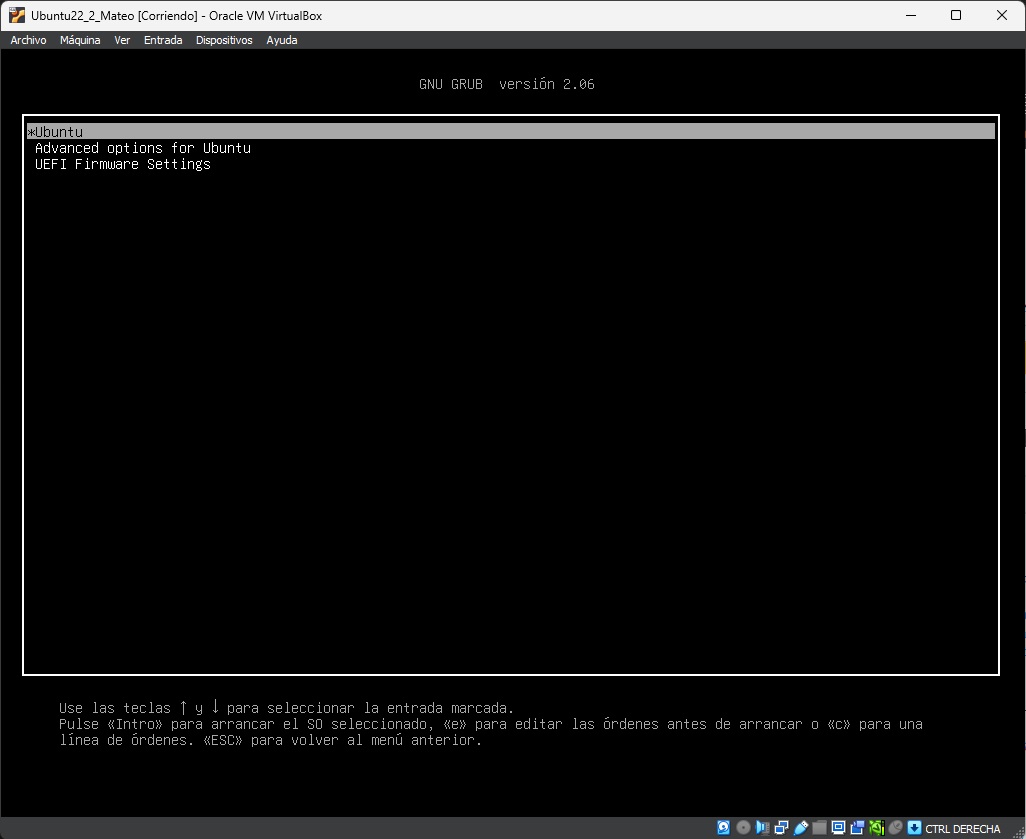 Ubuntu22_2_Mateo [Corriendo] - Oracle VM VirtualBox
Archivo Máquina Ver Entrada Dispositivos Ayuda
GNU GRUB versión 2.06
*Ubuntu
Advanced options for Ubuntu
UEFI Firmware Settings
Use las teclas ↑ y ↓ para seleccionar la entrada marcada.
Pulse «Intro» para arrancar el SO seleccionado, «e» para editar las órdenes antes de arrancar o «c» para una
línea de órdenes. «ESC» para volver al menú anterior.
CTRL DERECHA